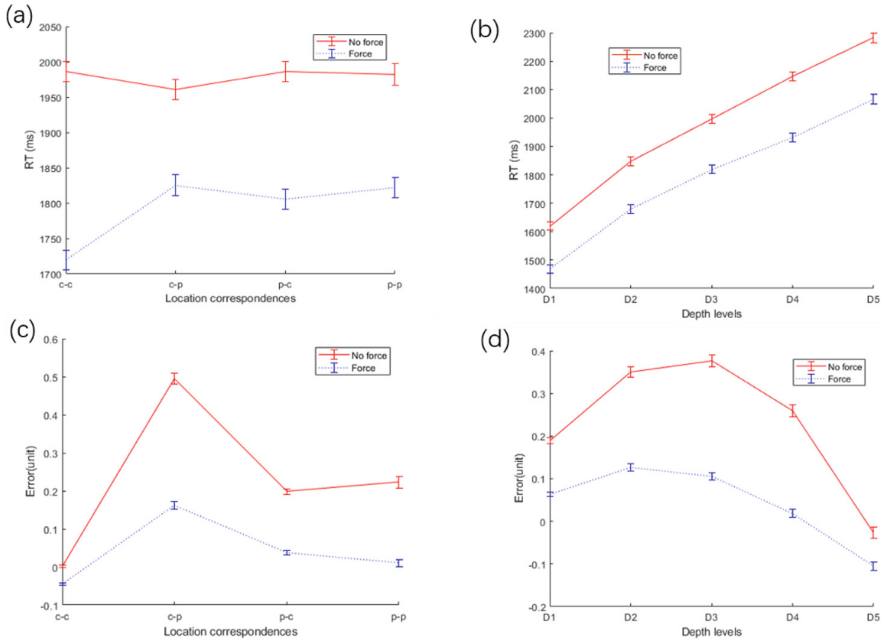 (a)
2050
2000
1950
1900
1850
1800
1750
1700
RT (ms)
No force
Force
c-c
c-p
p-c
p-p
Location correspondences
(b)
2300
2200
2100
2000
1900
1800
1700
1600
1500
1400
RT (ms)
No force
Force
D1
D2
D3
D4
D5
Depth levels
(c)
0.6
0.5
0.4
0.3
0.2
0.1
0
-0.1
Error(unit)
No force
Force
c-c
c-p
p-c
p-p
Location correspondences
(d)
0.4
0.3
0.2
0.1
0
-0.1
-0.2
Error(unit)
No force
Force
D1
D2
D3
D4
D5
Depth levels